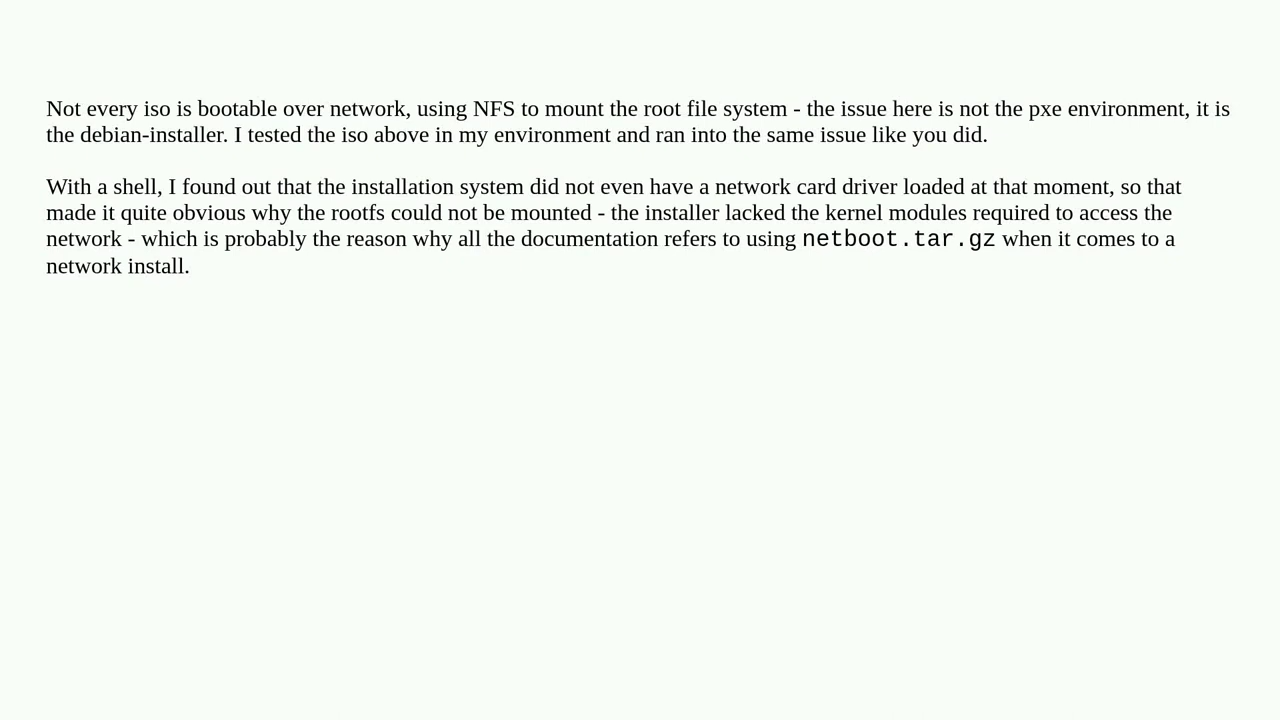 Not every iso is bootable over network, using NFS to mount the root file system - the issue here is not the pxe environment, it is
the debian-installer. I tested the iso above in my environment and ran into the same issue like you did.
With a shell, I found out that the installation system did not even have a network card driver loaded at that moment, so that
made it quite obvious why the rootfs could not be mounted - the installer lacked the kernel modules required to access the
network - which is probably the reason why all the documentation refers to using netboot.tar.gz when it comes to a
network install.